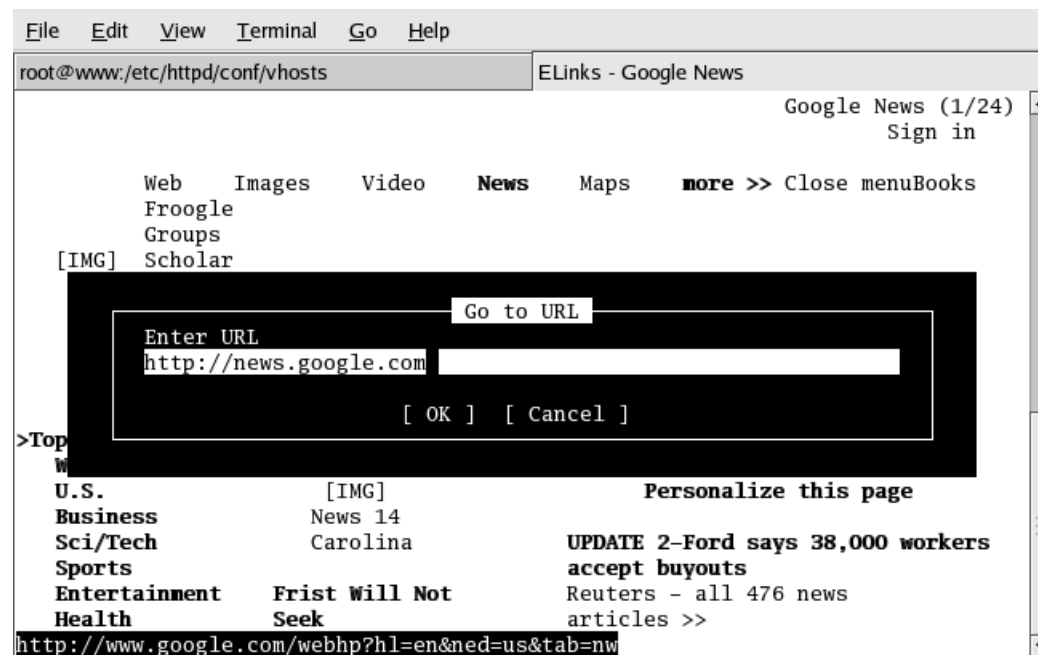 File Edit View Terminal Go Help
root@www:/etc/httpd/conf/vhosts ELinks - Google News
Google News (1/24)
Sign in
Web Images Video News Maps more >> Close menuBooks
Froogle
Groups
[IMG] Scholar
Go to URL
Enter URL
http://news.google.com
[ OK ] [ Cancel ]
>Top
W
U.S. [IMG] Personalize this page
Business News 14
Sci/Tech Carolina UPDATE 2-Ford says 38,000 workers
Sports accept buyouts
Entertainment Frist Will Not Reuters - all 476 news
Health Seek articles >>
http://www.google.com/webhp?hl=en&ned=us&tab=nw